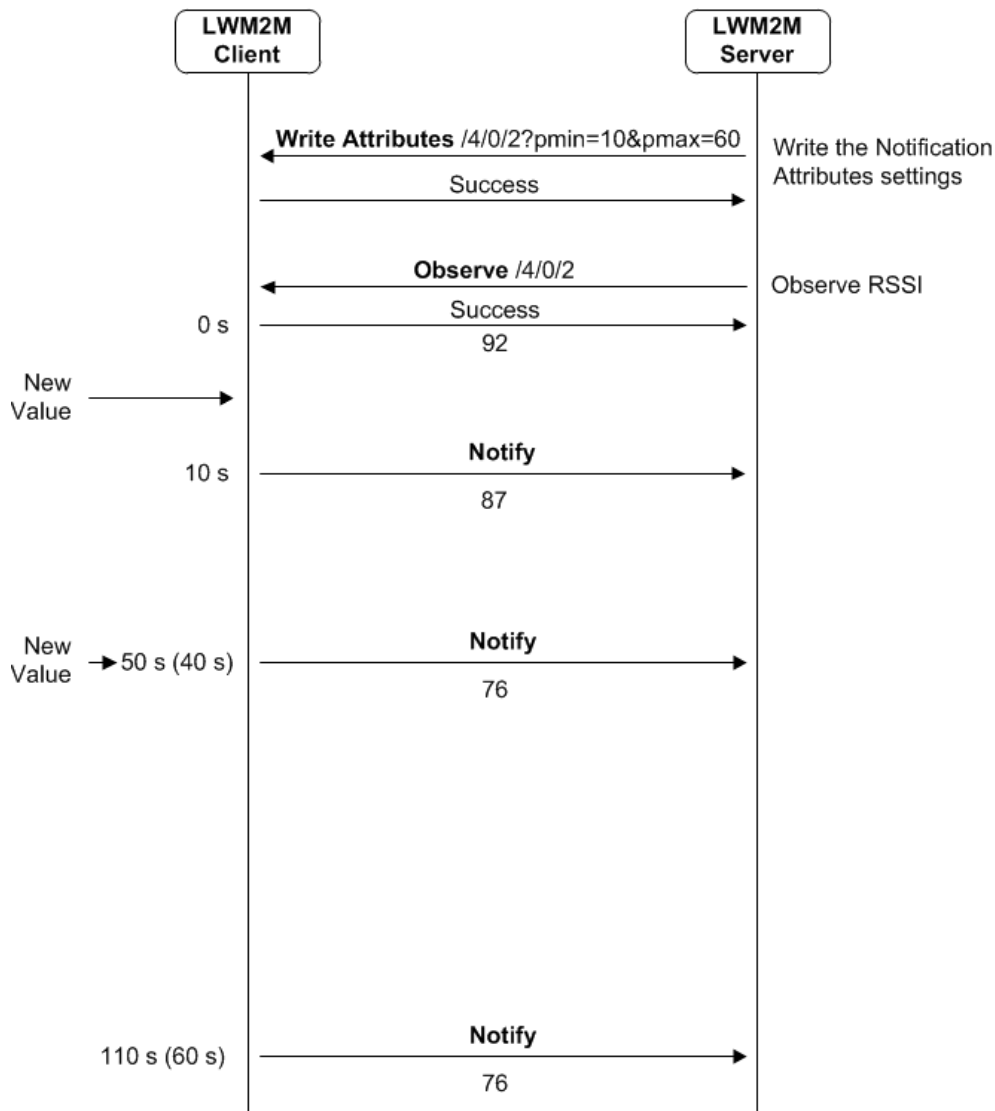 LWM2M
Client
LWM2M
Server
Write Attributes /4/0/2?pmin=10&pmax=60
Write the Notification
Attributes settings
Success
Observe /4/0/2
Observe RSSI
Success
0 s
92
New
Value
Notify
10 s
87
New
Value
50 s (40 s)
Notify
76
Notify
110 s (60 s)
76